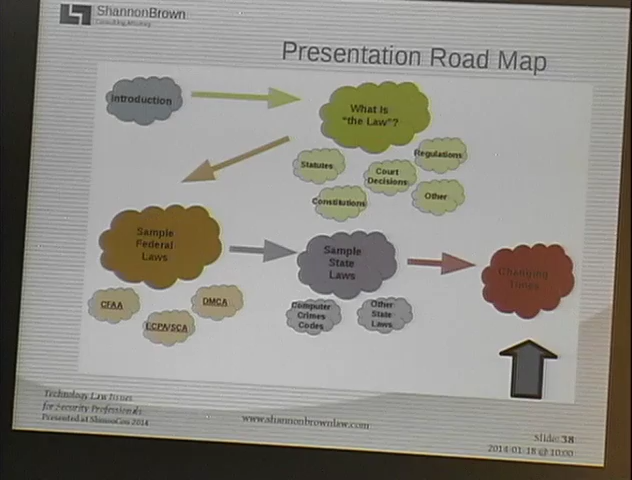 ShannonBrown
Consulting Attorney
Presentation Road Map
Introduction
What Is
"the Law"?
Statutes
Regulations
Court
Decisions
Constitutions
Other
Sample
Federal
Laws
Sample
State
Laws
Changing
Times
CFAA
ECPA/SCA
DMCA
Computer
Crimes
Codes
Other
State
Laws
Technology Law Issues
for Security Professionals
Presented at ShmooCon 2014
www.shannonbrownlaw.com
Slide: 38
2014-01-18 @ 10:00